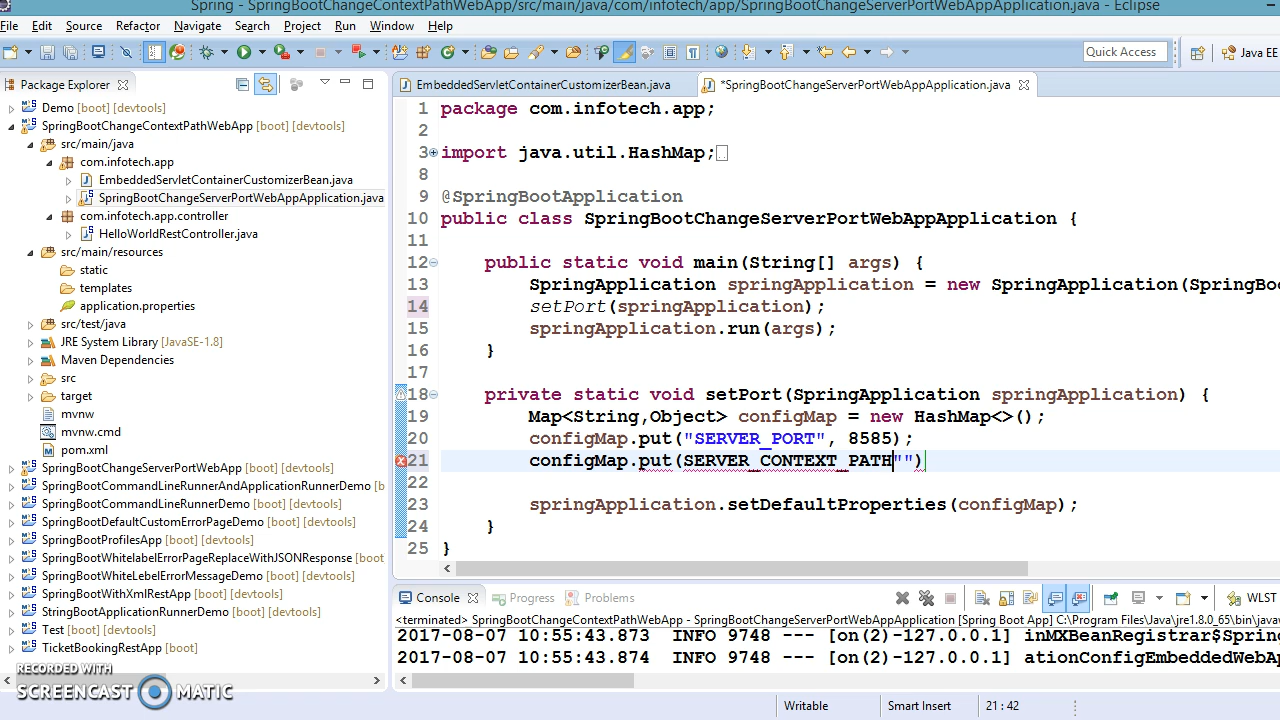 Spring - SpringBootChangeContextPathWebApp/src/main/java/com/infotech/app/SpringBootChangeServerPortWebAppApplication.java - Eclipse
File Edit Source Refactor Navigate Search Project Run Window Help
Quick Access Java EE
Package Explorer
Demo [boot] [devtools]
SpringBootChangeContextPathWebApp [boot] [devtools]
src/main/java
com.infotech.app
EmbeddedServletContainerCustomizerBean.java
SpringBootChangeServerPortWebAppApplication.java
com.infotech.app.controller
HelloWorldRestController.java
src/main/resources
static
templates
application.properties
src/test/java
JRE System Library [JavaSE-1.8]
Maven Dependencies
src
target
mvnw
mvnw.cmd
pom.xml
SpringBootChangeServerPortWebApp [boot] [devtools]
SpringBootCommandLineRunnerAndApplicationRunnerDemo [boot]
SpringBootCommandLineRunnerDemo [boot] [devtools]
SpringBootDefaultCustomErrorPageDemo [boot] [devtools]
SpringBootProfilesApp [boot] [devtools]
SpringBootWhitelabelErrorPageReplaceWithJSONResponse [boot
SpringBootWhiteLebelErrorMessageDemo [boot] [devtools]
SpringBootWithXmlRestApp [boot] [devtools]
StringBootApplicationRunnerDemo [boot] [devtools]
Test [boot] [devtools]
TicketBookingRestApp [boot]
RECORDED WITH
SCREENCAST MATIC
EmbeddedServletContainerCustomizerBean.java *SpringBootChangeServerPortWebAppApplication.java
1 package com.infotech.app;
2
3 import java.util.HashMap;
8
9 @SpringBootApplication
10 public class SpringBootChangeServerPortWebAppApplication {
11
12 public static void main(String[] args) {
13 SpringApplication springApplication = new SpringApplication(SpringBo
14 setPort(springApplication);
15 springApplication.run(args);
16 }
17
18 private static void setPort(SpringApplication springApplication) {
19 Map<String,Object> configMap = new HashMap<>();
20 configMap.put("SERVER_PORT", 8585);
21 configMap.put(SERVER_CONTEXT_PATH"")
22
23 springApplication.setDefaultProperties(configMap);
24 }
25 }
Console Progress Problems WLST
<terminated> SpringBootChangeContextPathWebApp - SpringBootChangeServerPortWebAppApplication [Spring Boot App] C:\Program Files\Java\jre1.8.0_65\bin\java
2017-08-07 10:55:43.873 INFO 9748 --- [on(2)-127.0.0.1] inMXBeanRegistrar$Sprin
2017-08-07 10:55:43.874 INFO 9748 --- [on(2)-127.0.0.1] ationConfigEmbeddedWebAp
Writable Smart Insert 21 : 42